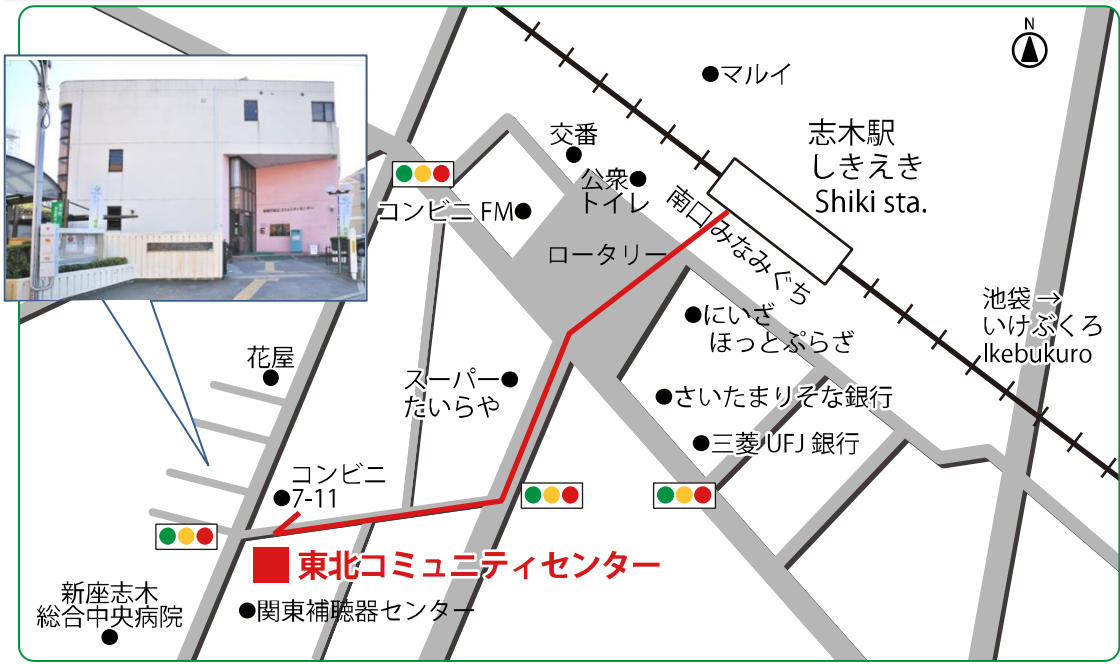 N
マルイ
志木駅
しきえき
Shiki sta.
交番
公衆
トイレ
南口 みなみぐち
コンビニ FM
ロータリー
池袋 →
いけぶくろ
Ikebukuro
にいざ
ほっとぷらざ
花屋
スーパー
たいらや
さいたまりそな銀行
三菱 UFJ 銀行
コンビニ
7-11
東北コミュニティセンター
新座志木
総合中央病院
関東補聴器センター